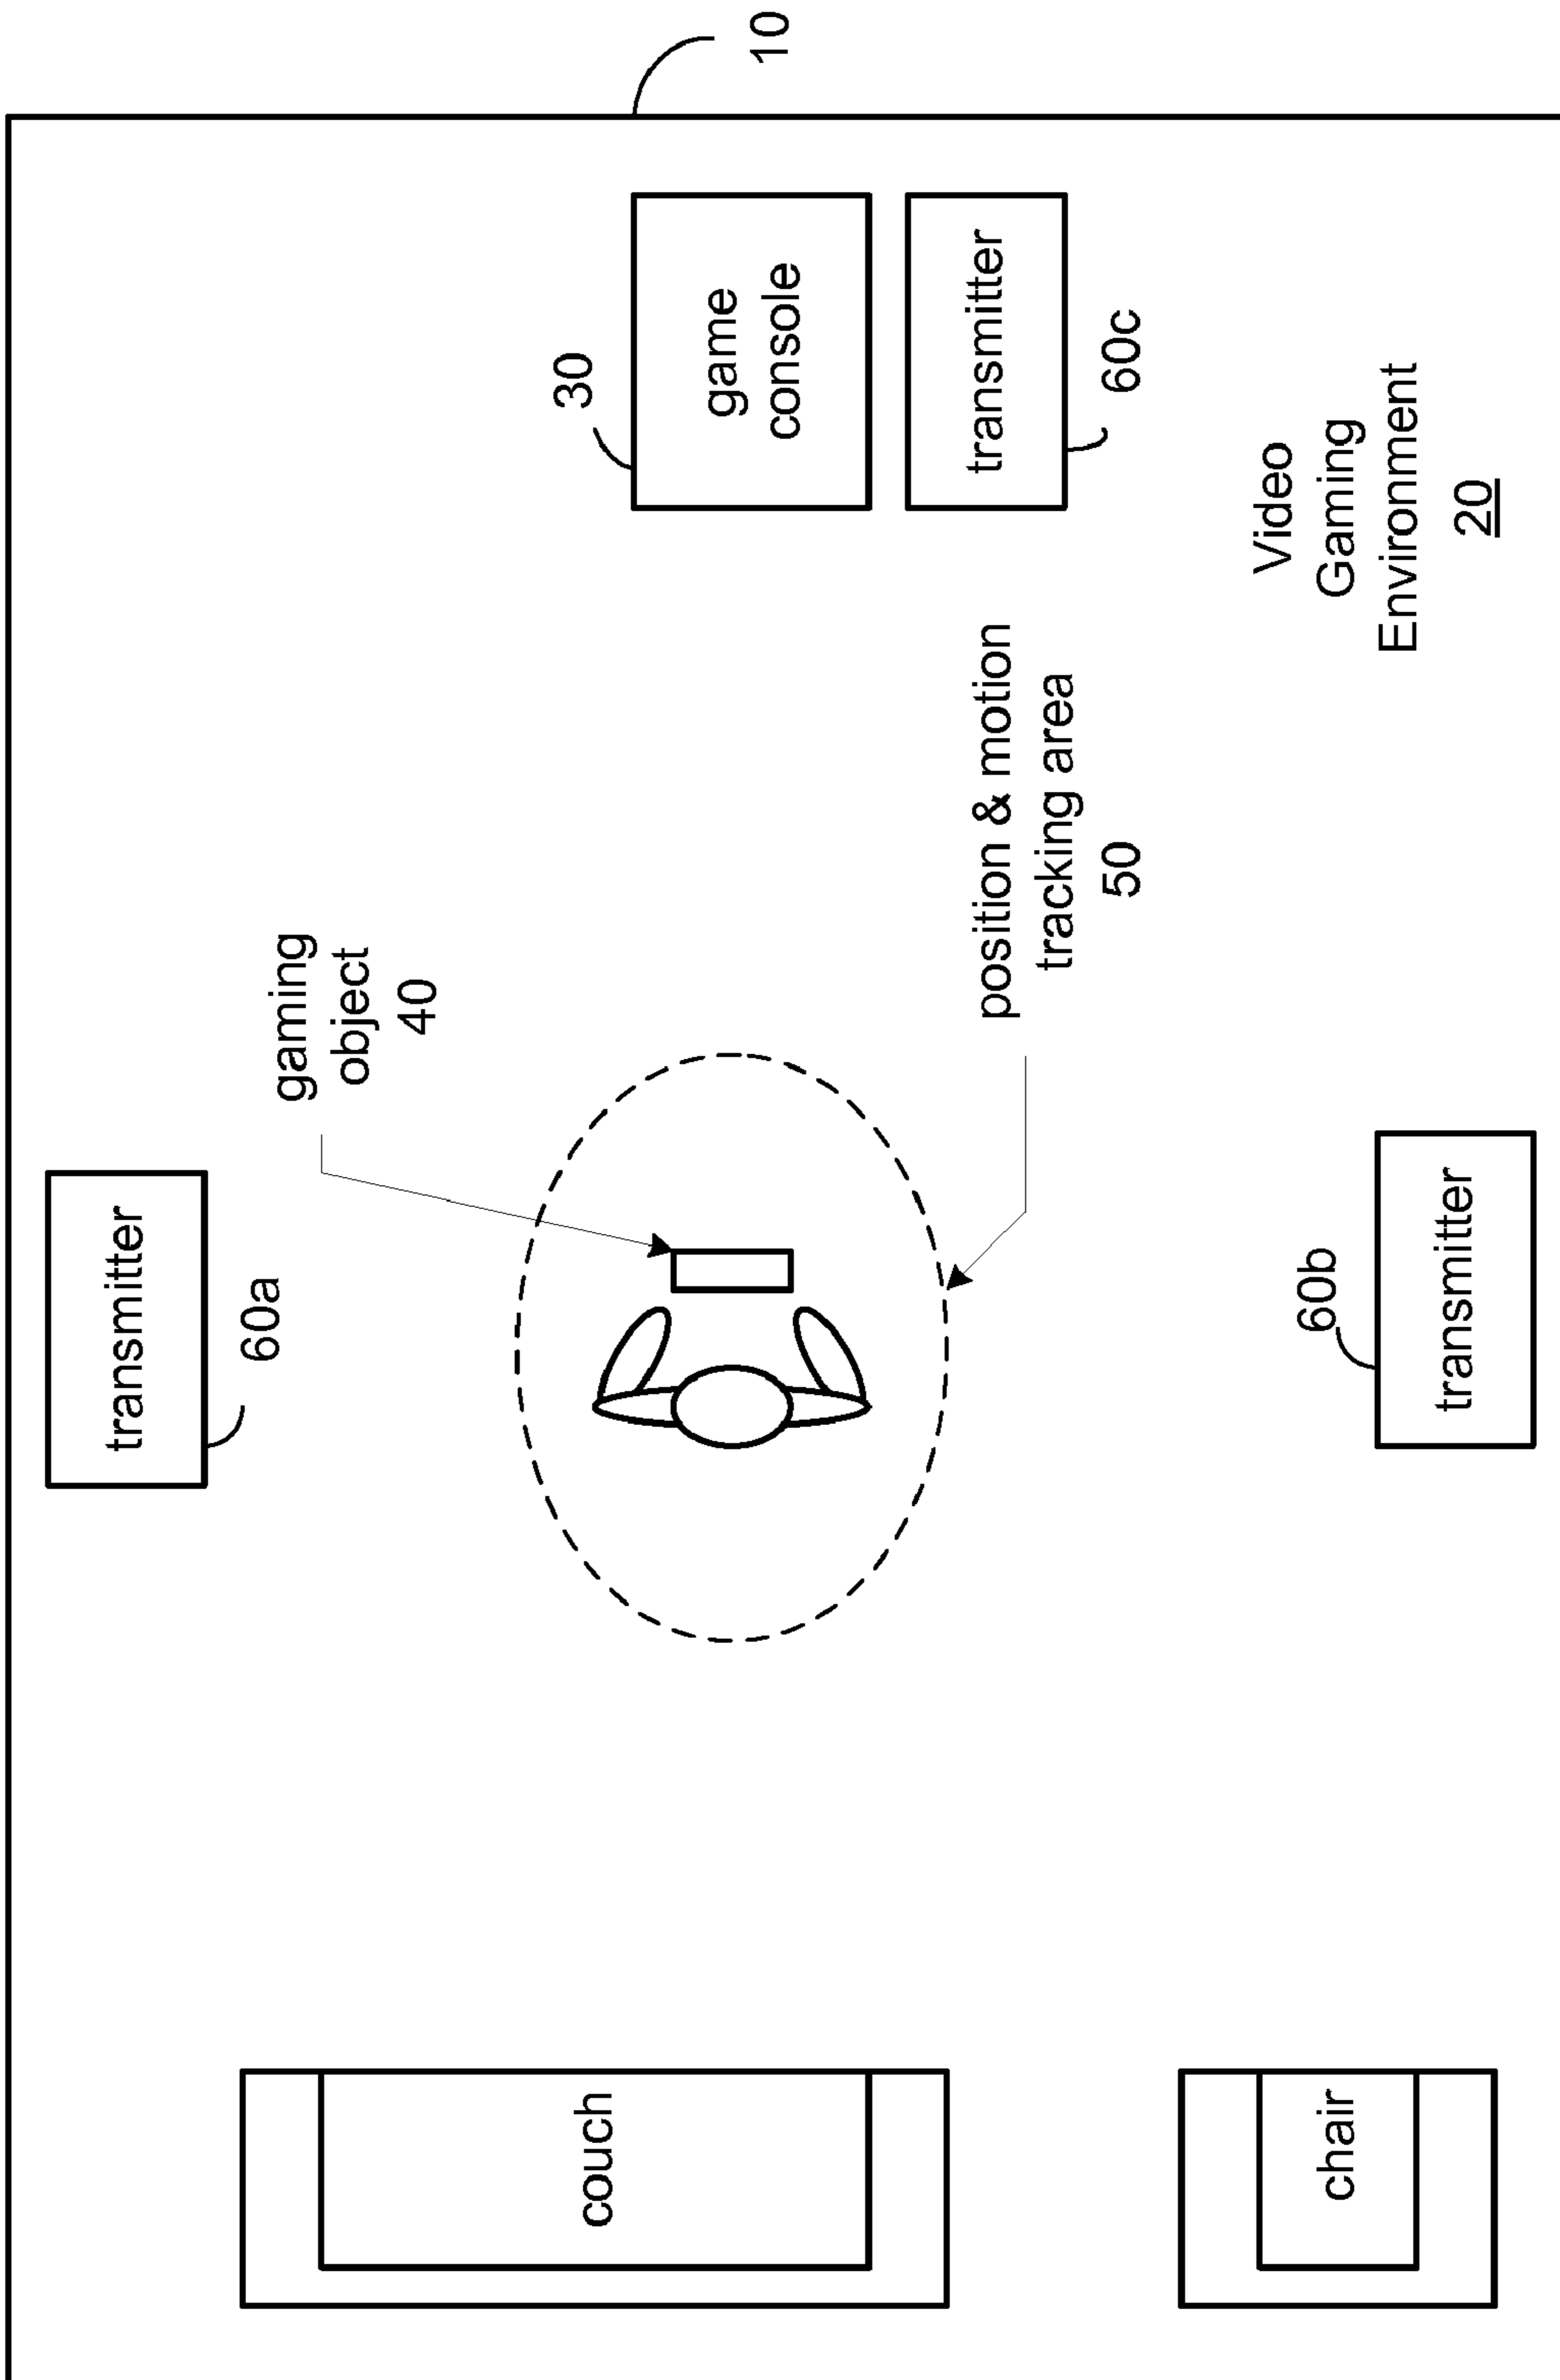 10
transmitter
60a
gaming
object
40
30
game
console
transmitter
60c
position & motion
tracking area
50
Video
Gaming
Environment
20
60b
transmitter
couch
chair